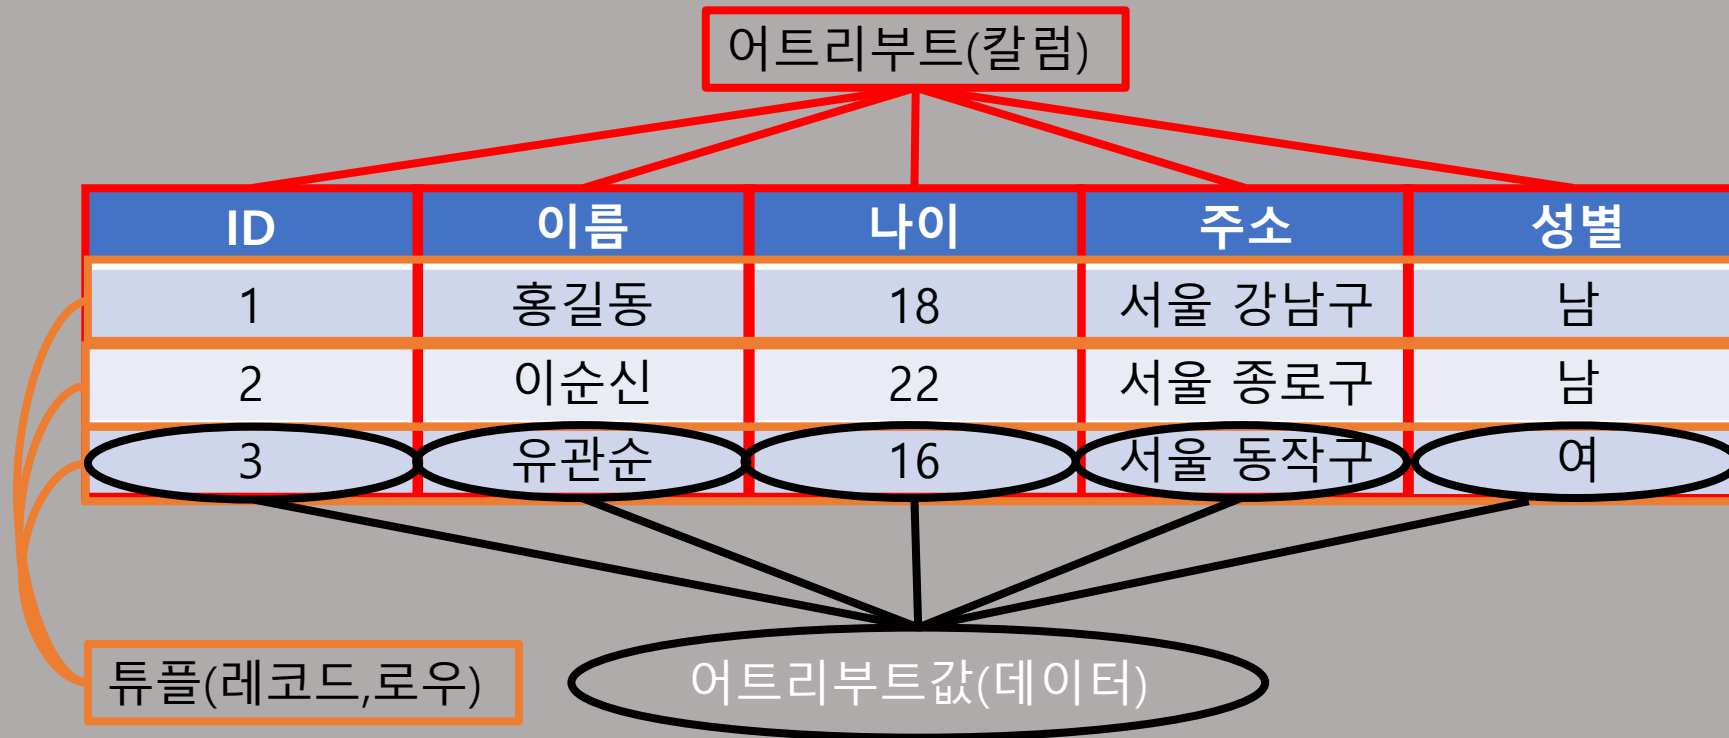 어트리부트(칼럼)
ID 이름 나이 주소 성별
1 홍길동 18 서울 강남구 남
2 이순신 22 서울 종로구 남
3 유관순 16 서울 동작구 여
튜플(레코드,로우) 어트리부트값(데이터)